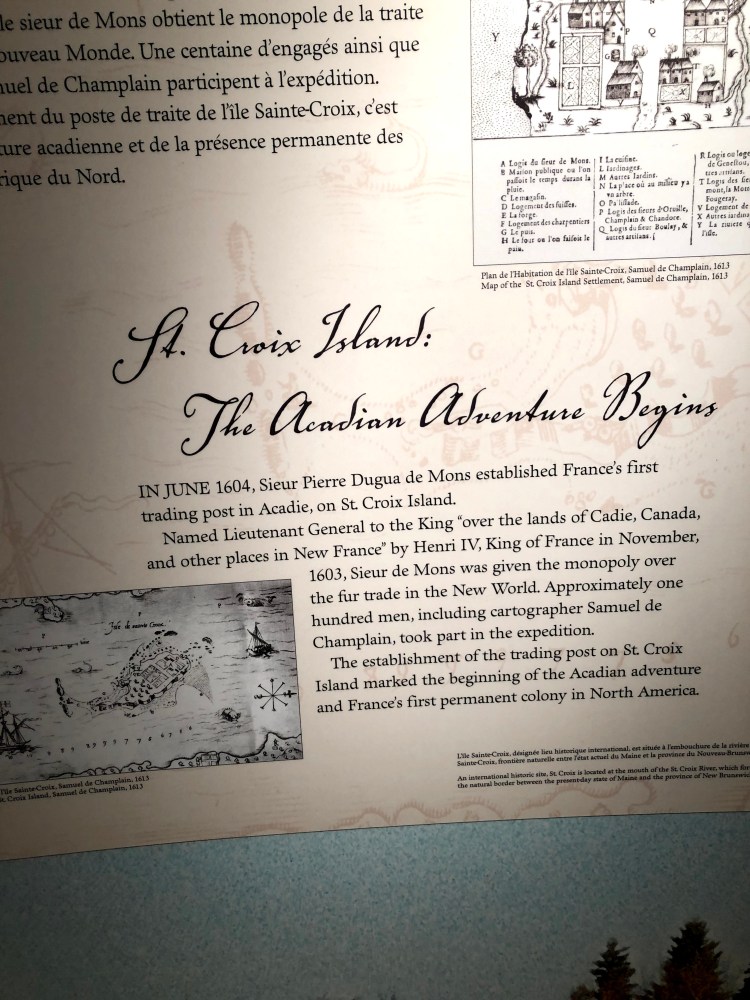 le sieur de Mons obtient le monopole de la traite
ouveau Monde. Une centaine d'engagés ainsi que
uel de Champlain participent à l'expédition.
ment du poste de traite de l'île Sainte-Croix, c'est
ture acadienne et de la présence permanente des
rique du Nord.
Y
P
Q
L
G
T
X
H
A Logis du sieur de Mons.
B Maison publique ou l'on
passoit le temps durant la
pluie.
C Le magasin.
D Logement des suisses.
E La forge.
F Logement des charpentiers
G Le puis.
H Le four ou l'on faisoit le
pain.
I La cuisine.
L Iardinages.
M Autres Iardins.
N La place où au milieu y a
vn arbre.
O Palissade.
P Logis des sieurs d'Oruille,
Champlain & Chandore.
Q Logis du sieur Boulay, &
autres artisans.
R Logis ou
de Genestou,
tres artisans.
T Logis des
mont, la
Fougeray.
V Logement de
X Autres iardin
Y La riuiere
l'isle.
Plan de l'Habitation de l'île Sainte-Croix, Samuel de Champlain, 1613
Map of the St. Croix Island Settlement, Samuel de Champlain, 1613
St. Croix Island:
The Acadian Adventure Begins
IN JUNE 1604, Sieur Pierre Dugua de Mons established France's first
trading post in Acadie, on St. Croix Island.
Named Lieutenant General to the King "over the lands of Cadie, Canada,
and other places in New France" by Henri IV, King of France in November,
1603, Sieur de Mons was given the monopoly over
the fur trade in the New World. Approximately one
hundred men, including cartographer Samuel de
Champlain, took part in the expedition.
The establishment of the trading post on St. Croix
Island marked the beginning of the Acadian adventure
and France's first permanent colony in North America.
l'île Sainte-Croix, Samuel de Champlain, 1613
St. Croix Island, Samuel de Champlain, 1613
L'île Sainte-Croix, désignée lieu historique international, est située à l'embouchure de la rivière
Sainte-Croix, frontière naturelle entre l'état actuel du Maine et la province du Nouveau-Brunsw
An international historic site, St. Croix is located at the mouth of the St. Croix River, which for
the natural border between the present-day state of Maine and the province of New Brunswi